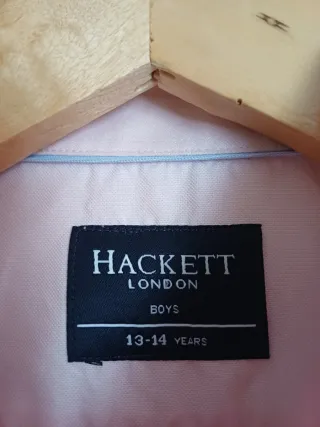 HACKETT
LONDON
BOYS
13-14 YEARS